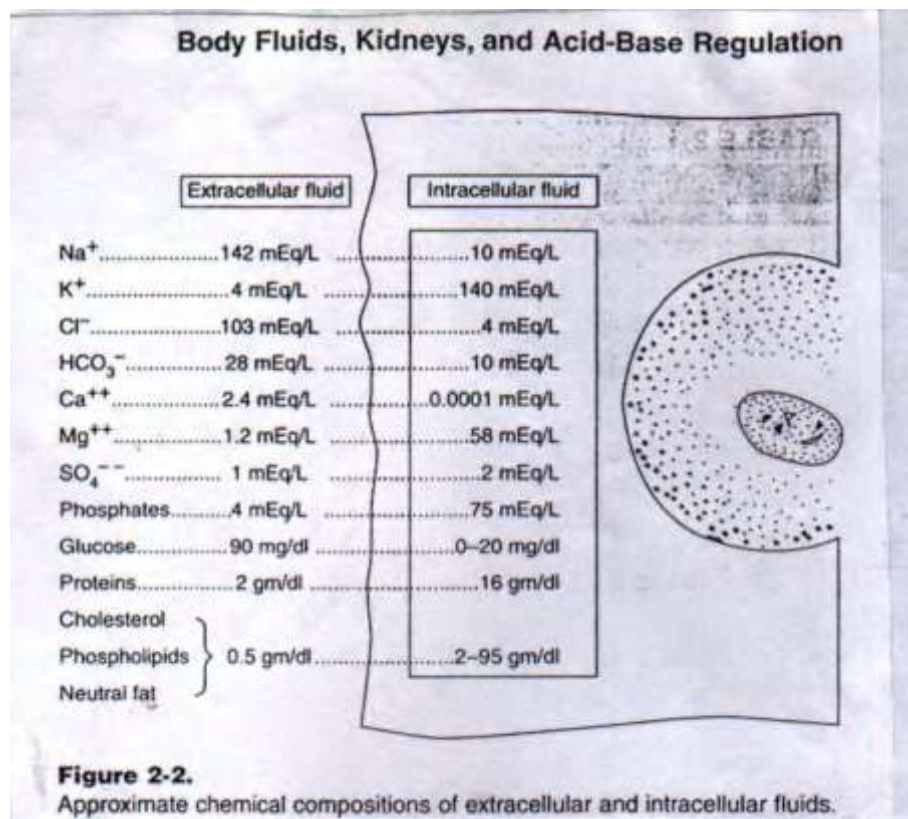 Body Fluids, Kidneys, and Acid-Base Regulation
Extracellular fluid Intracellular fluid
Na⁺.....................142 mEq/L ...................10 mEq/L
K⁺.........................4 mEq/L ...................140 mEq/L
Cl⁻.......................103 mEq/L ...................4 mEq/L
HCO₃⁻.................28 mEq/L ...................10 mEq/L
Ca⁺⁺...................2.4 mEq/L ...............0.0001 mEq/L
Mg⁺⁺...................1.2 mEq/L ...................58 mEq/L
SO₄⁻⁻................. 1 mEq/L ...................2 mEq/L
Phosphates..........4 mEq/L ...................75 mEq/L
Glucose...............90 mg/dl ...................0–20 mg/dl
Proteins................2 gm/dl ...................16 gm/dl
Cholesterol
Phospholipids 0.5 gm/dl...................2–95 gm/dl
Neutral fat
Figure 2-2.
Approximate chemical compositions of extracellular and intracellular fluids.